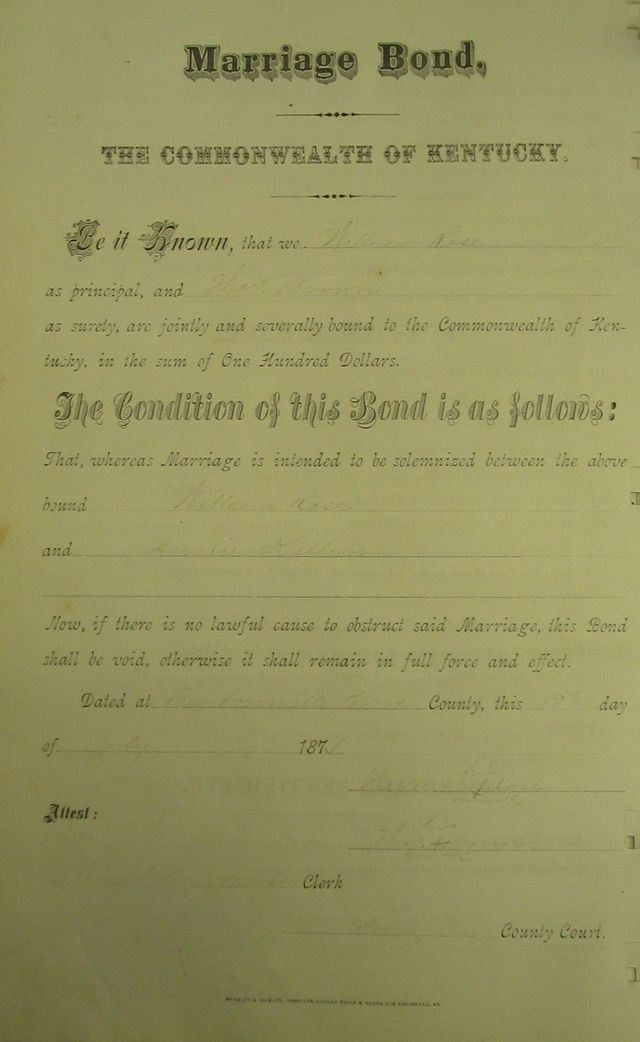 Marriage Bond,
THE COMMONWEALTH OF KENTUCKY.
Be it Known, that we William Rose
as principal, and Thos Brown
as surety, are jointly and severally bound to the Commonwealth of Ken-
tucky, in the sum of One Hundred Dollars.
The Condition of this Bond is as follows:
That, whereas Marriage is intended to be solemnized between the above
bound William Rose
and
Now, if there is no lawful cause to obstruct said Marriage, this Bond
shall be void, otherwise it shall remain in full force and effect.
Dated at County, this 19 day
of 187
Attest:
Clerk
County Court.